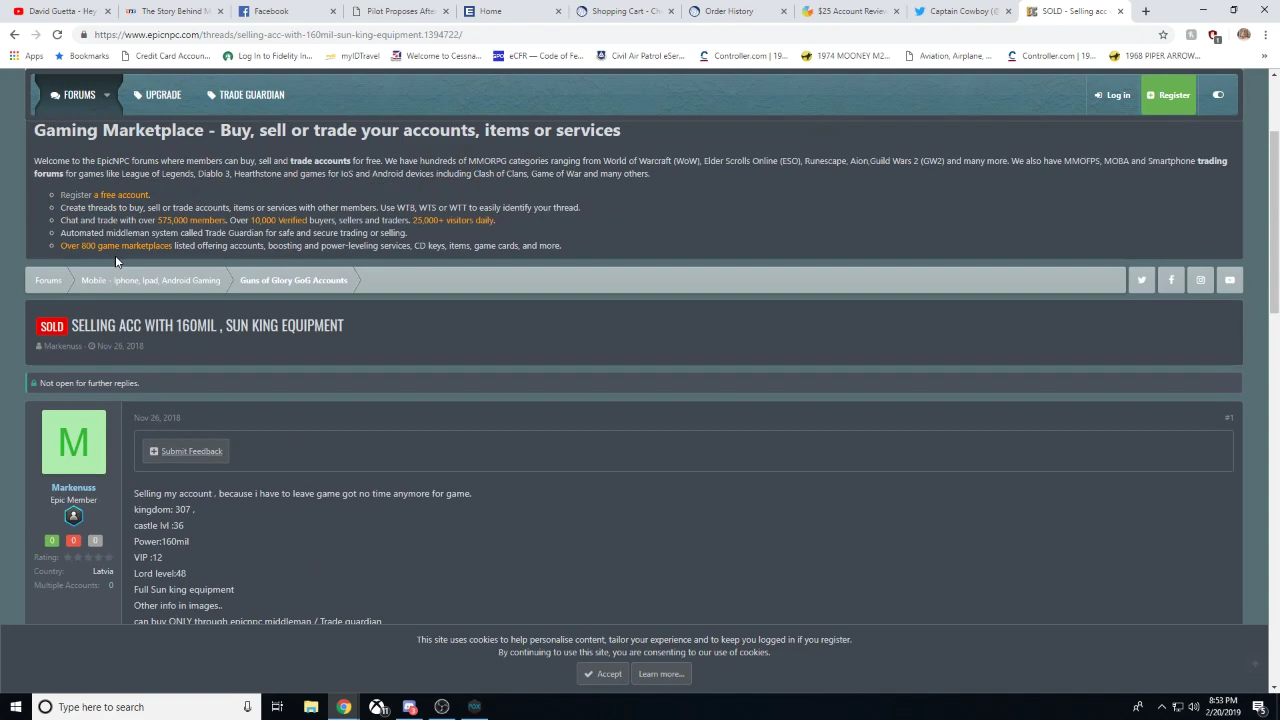 David Guetta - Hey
The Story Behind M
Facebook
Pilot Proposes After
Home
Shopping Cart - Ch
Order History
$25 Account Review
Captain Cowboy (@
SOLD - Selling acc w
https://www.epicnpc.com/threads/selling-acc-with-160mil-sun-king-equipment.1394722/
Apps
Bookmarks
Credit Card Accoun...
Log In to Informatic...
myIDTravel
Welcome to Cessna...
eCFR — Code of F...
Civil Air Patrol eSer...
Controller.com | 19...
1974 MOONEY M2...
Aviation, Airplane, ...
Controller.com | 19...
1968 PIPER ARROW...
FORUMS
UPGRADE
TRADE GUARDIAN
Log in
Register
Gaming Marketplace - Buy, sell or trade your accounts, items or services
Welcome to the EpicNPC forums where members can buy, sell and trade accounts for free. We have hundreds of MMORPG categories ranging from World of Warcraft (WoW), Elder Scrolls Online (ESO), Runescape, Aion,Guild Wars 2 (GW2) and many more. We also have MMOFPS, MOBA and Smartphone trading
forums for games like League of Legends, Diablo 3, Hearthstone and games for IoS and Android devices including Clash of Clans, Game of War and many others.
Register a free account.
Create threads to buy, sell or trade accounts, items or services with other members. Use WTB, WTS or WTT to easily identify your thread.
Chat and trade with over 575,000 members. Over 10,000 Verified buyers, sellers and traders. 25,000+ visitors daily.
Automated middleman system called Trade Guardian for safe and secure trading or selling.
Over 800 game marketplaces listed offering accounts, boosting and power-leveling services, CD keys, items, game cards, and more.
Forums
Mobile - Iphone, Ipad, Android Gaming
Guns of Glory GoG Accounts
SOLD SELLING ACC WITH 160MIL , SUN KING EQUIPMENT
Markenuss · Nov 26, 2018
Not open for further replies.
M
Markenuss
Epic Member
0 0 0
Rating:
Country: Latvia
Multiple Accounts: 0
Nov 26, 2018
#1
Submit Feedback
Selling my account , because i have to leave game got no time anymore for game.
kingdom: 307 ,
castle lvl :36
Power:160mil
VIP :12
Lord level:48
Full Sun king equipment
Other info in images..
can buy ONLY through epicnpc middleman / Trade guardian
This site uses cookies to help personalise content, tailor your experience and to keep you logged in if you register.
By continuing to use this site, you are consenting to our use of cookies.
Accept
Learn more...
Type here to search
8:53 PM
2/20/2019